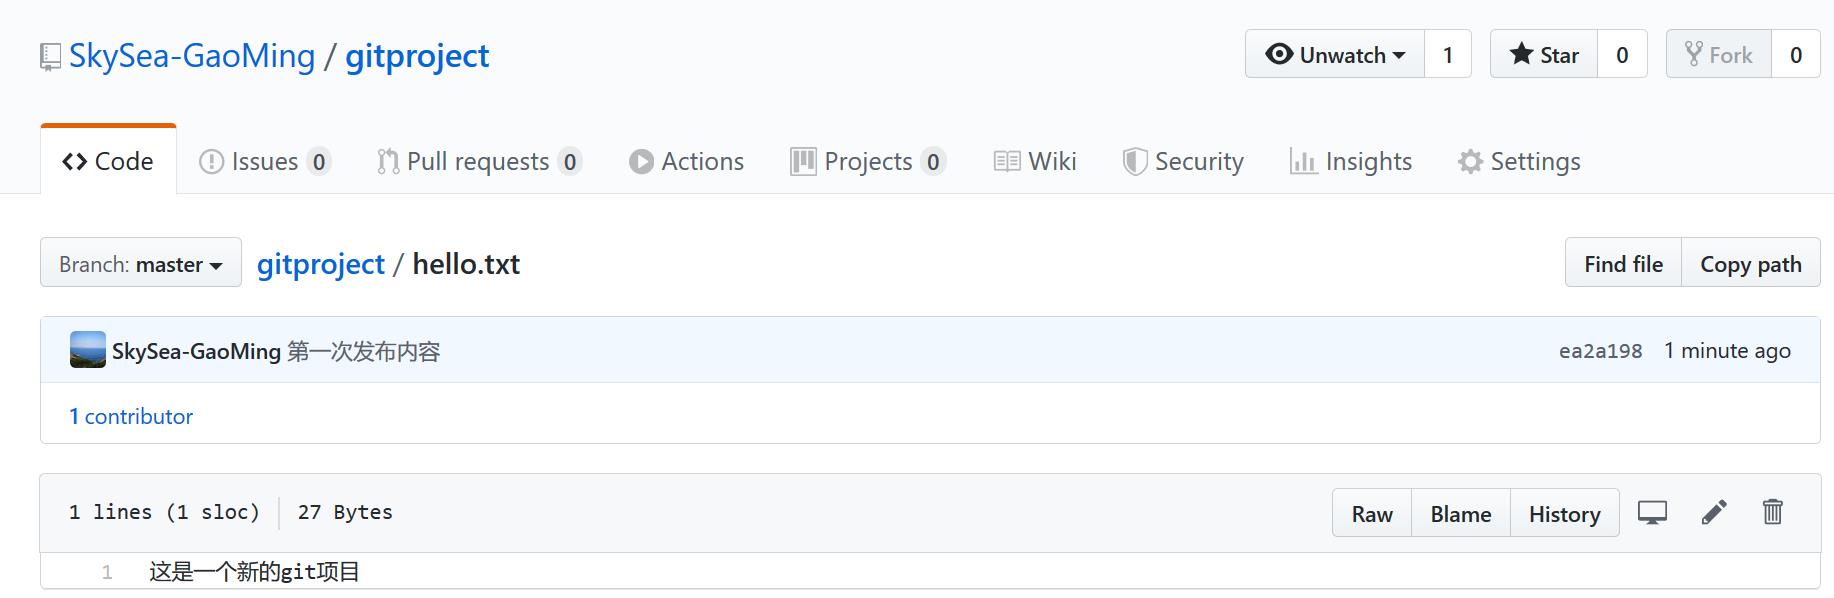 SkySea-GaoMing / gitproject
Unwatch 1 Star 0 Fork 0
Code Issues 0 Pull requests 0 Actions Projects 0 Wiki Security Insights Settings
Branch: master gitproject / hello.txt Find file Copy path
SkySea-GaoMing 第一次发布内容 ea2a198 1 minute ago
1 contributor
1 lines (1 sloc) 27 Bytes Raw Blame History
1 这是一个新的git项目